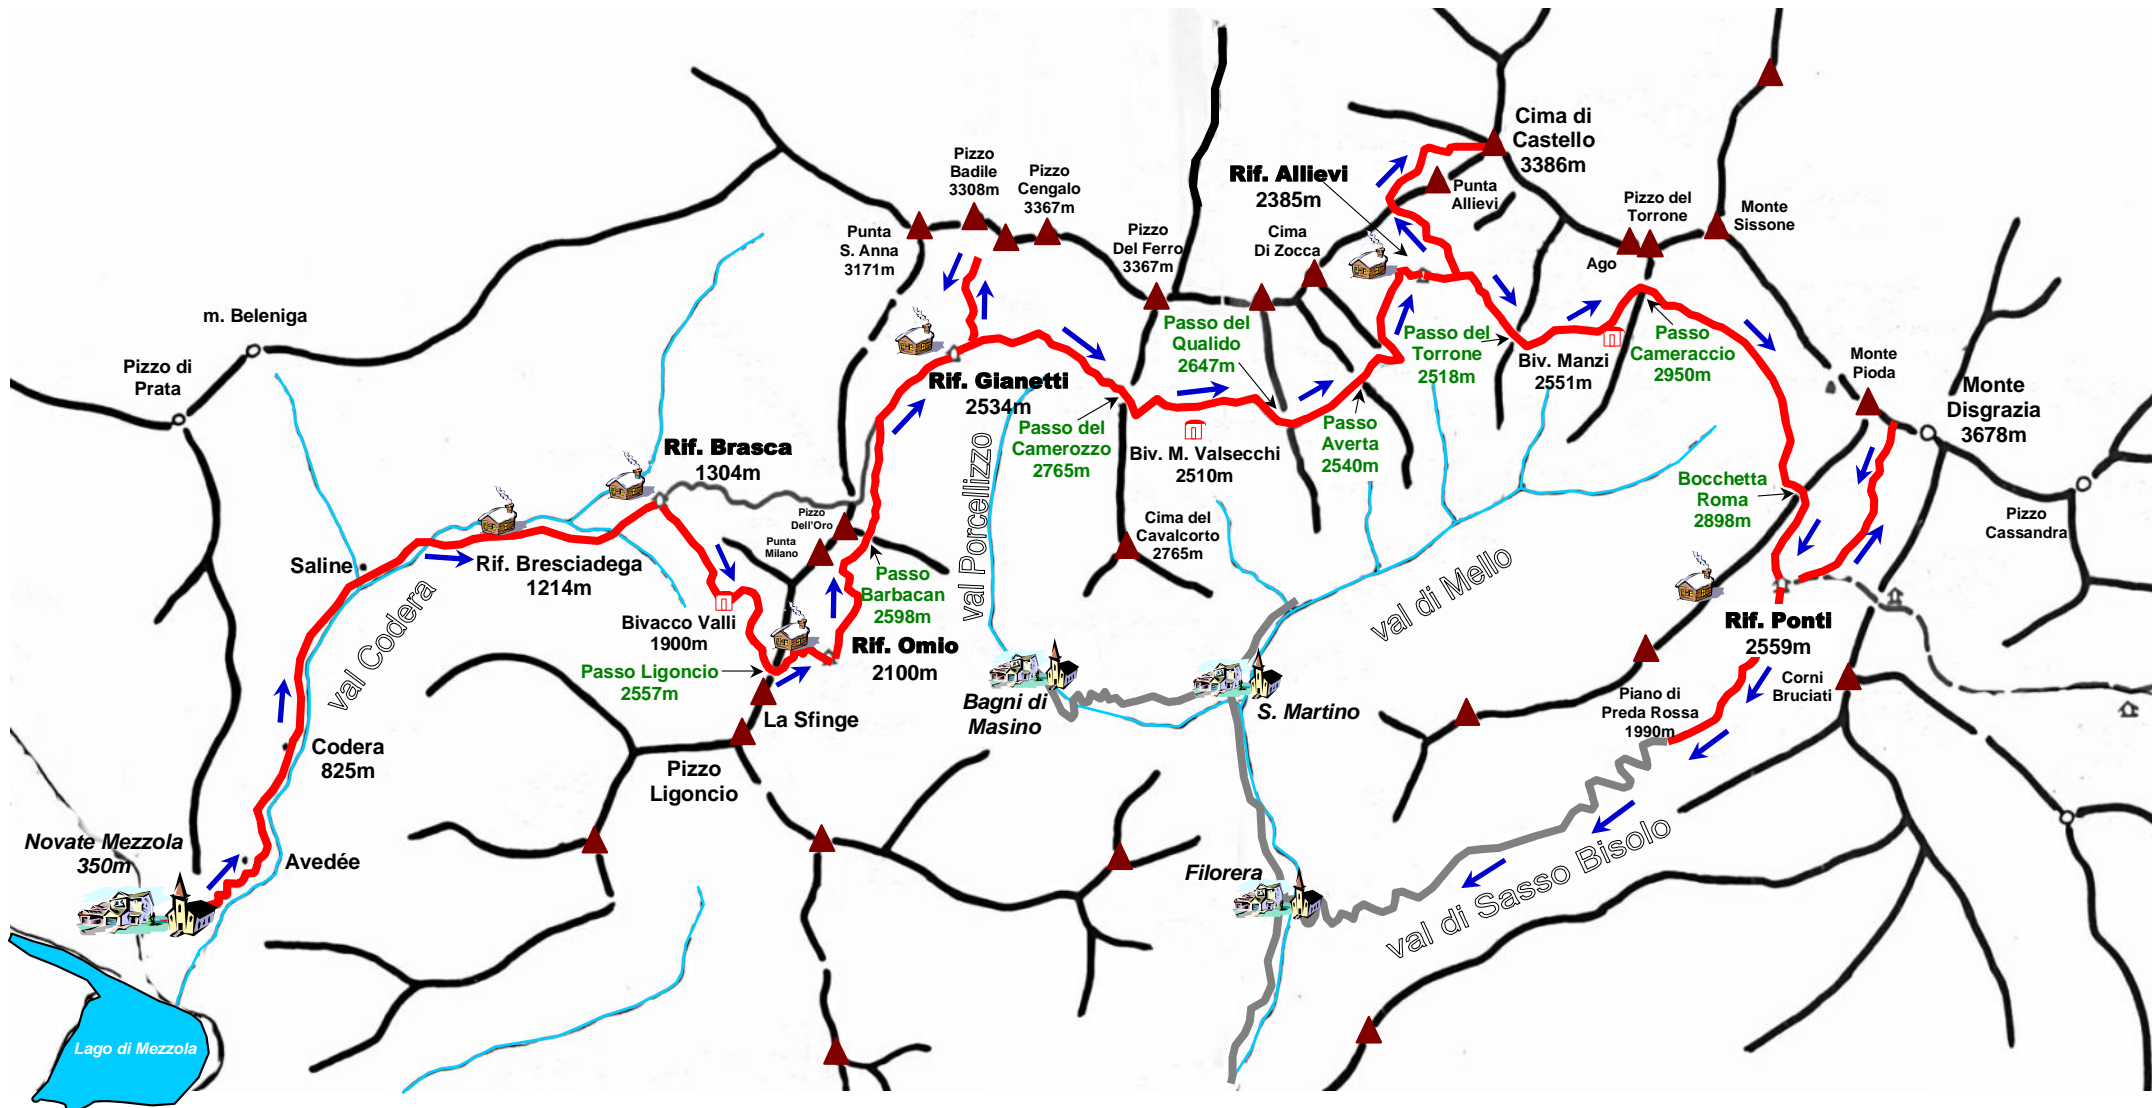 Cima di
Castello
3386m
Pizzo
Badile
3308m
Pizzo
Cengalo
3367m
Rif. Allievi
2385m
Punta
Allievi
Pizzo del
Torrone
Monte
Sissone
Punta
S. Anna
3171m
Pizzo
Del Ferro
3367m
Cima
Di Zocca
Ago
m. Beleniga
Pizzo di
Prata
Passo del
Qualido
2647m
Passo del
Torrone
2518m
Biv. Manzi
2551m
Passo
Cameraccio
2950m
Monte
Pioda
Monte
Disgrazia
3678m
Rif. Gianetti
2534m
Passo del
Camerozzo
2765m
Biv. M. Valsecchi
2510m
Passo
Averta
2540m
Rif. Brasca
1304m
Bocchetta
Roma
2898m
Pizzo
Cassandra
Pizzo
Dell'Oro
Punta
Milano
Cima del
Cavalcorto
2765m
val Porcellizzo
val di Mello
Saline
Rif. Bresciadega
1214m
val Codera
Passo
Barbacan
2598m
Bivacco Valli
1900m
Rif. Omio
2100m
Passo Ligoncio
2557m
Rif. Ponti
2559m
Corni
Bruciati
Piano di
Preda Rossa
1990m
La Sfinge
Bagni di
Masino
S. Martino
Codera
825m
Pizzo
Ligoncio
Novate Mezzola
350m
Avedée
Filorera
val di Sasso Bisolo
Lago di Mezzola